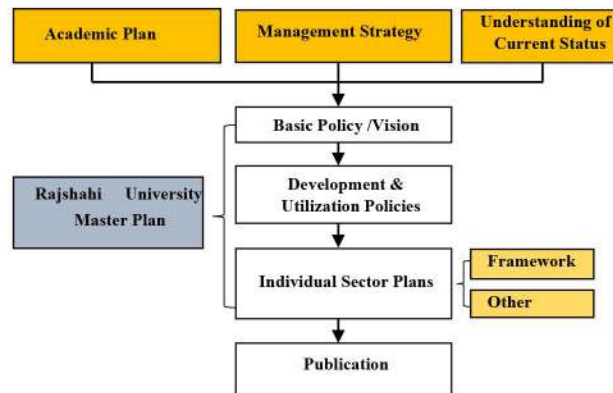 Academic Plan
Management Strategy
Understanding of
Current Status
Basic Policy /Vision
Rajshahi University
Master Plan
Development &
Utilization Policies
Individual Sector Plans
Framework
Other
Publication